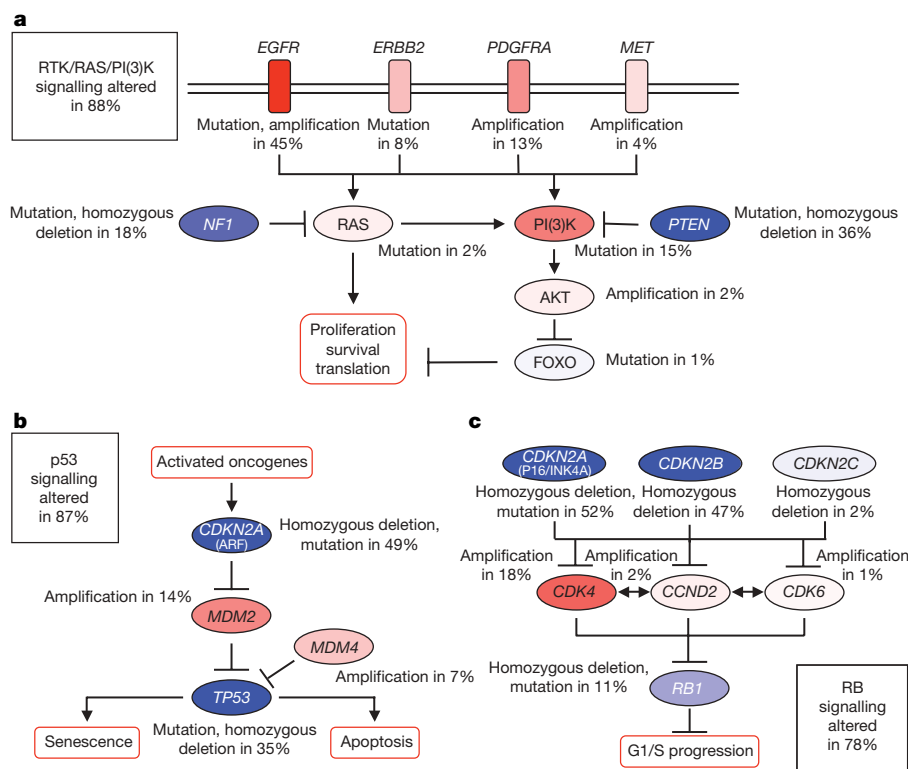 a
RTK/RAS/PI(3)K
signalling altered
in 88%
EGFR
ERBB2
PDGFRA
MET
Mutation, amplification
in 45%
Mutation
in 8%
Amplification
in 13%
Amplification
in 4%
Mutation, homozygous
deletion in 18%
NF1
RAS
Mutation in 2%
PI(3)K
Mutation in 15%
PTEN
Mutation, homozygous
deletion in 36%
AKT
Amplification in 2%
Proliferation
survival
translation
FOXO
Mutation in 1%
b
p53
signalling
altered
in 87%
Activated oncogenes
CDKN2A
(ARF)
Homozygous deletion,
mutation in 49%
Amplification in 14%
MDM2
MDM4
Amplification in 7%
TP53
Senescence
Mutation, homozygous
deletion in 35%
Apoptosis
c
CDKN2A
(P16/INK4A)
CDKN2B
CDKN2C
Homozygous deletion,
mutation in 52%
Homozygous
deletion in 47%
Homozygous
deletion in 2%
Amplification
in 18%
Amplification
in 2%
Amplification
in 1%
CDK4
CCND2
CDK6
Homozygous deletion,
mutation in 11%
RB1
G1/S progression
RB
signalling
altered
in 78%